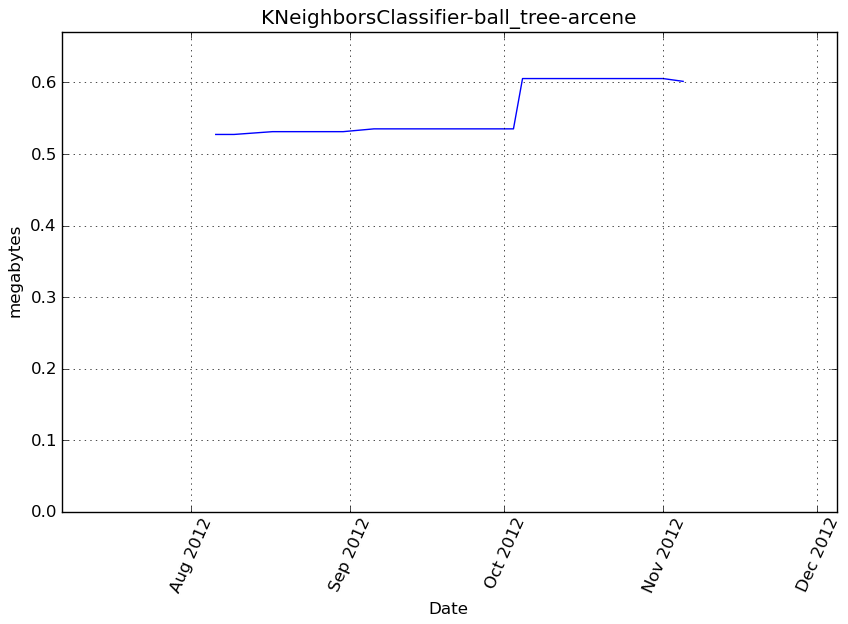 KNeighborsClassifier-ball_tree-arcene
0.6
0.5
0.4
0.3
0.2
0.1
0.0
megabytes
Aug 2012
Sep 2012
Oct 2012
Nov 2012
Dec 2012
Date